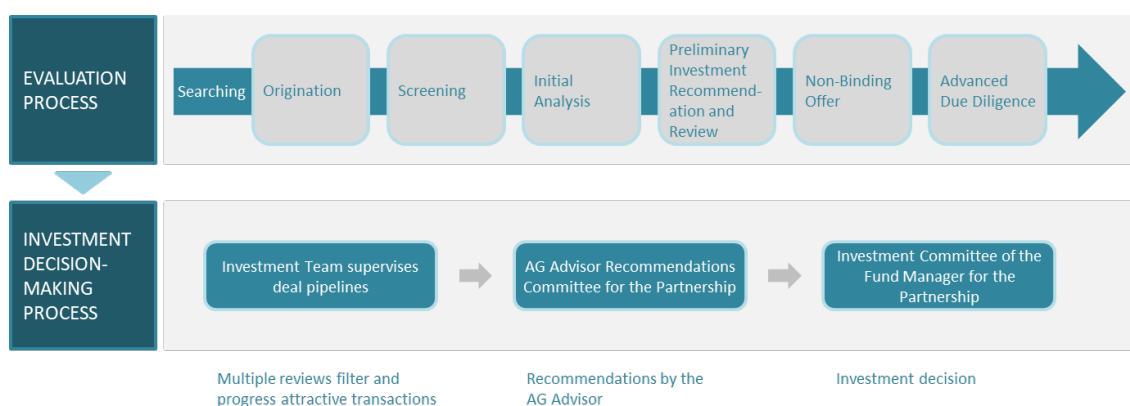 EVALUATION
PROCESS
Searching
Origination
Screening
Initial
Analysis
Preliminary
Investment
Recommend-
ation and
Review
Non-Binding
Offer
Advanced
Due Diligence
INVESTMENT
DECISION-
MAKING
PROCESS
Investment Team supervises
deal pipelines
AG Advisor Recommendations
Committee for the Partnership
Investment Committee of the
Fund Manager for the
Partnership
Multiple reviews filter and
progress attractive transactions
Recommendations by the
AG Advisor
Investment decision